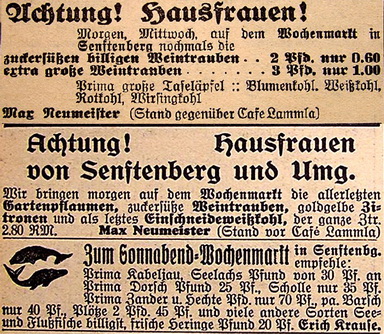 Achtung! Hausfrauen!
Morgen, Mittwoch, auf dem Wochenmarkt in
Senftenberg nochmals die
zuckersüßen billigen Weintrauben . . 2 Pfd. nur 0.60
extra große Weintrauben . . . . . . . 3 Pfd. nur 1.00
Prima große Tafeläpfel :: Blumenkohl, Weißkohl,
Rotkohl, Wirsingkohl
Max Neumeister (Stand gegenüber Cafe Lammla)
Achtung! Hausfrauen
von Senftenberg und Umg.
Wir bringen morgen auf dem Wochenmarkt die allerletzten
Gartenpflaumen, zuckersüße Weintrauben, goldgelbe Zi-
tronen und als letztes Einschneideweißkohl, der ganze Ztr.
2.80 RM. Max Neumeister (Stand vor Café Lammla)
Zum Sonnabend-Wochenmarkt in Senftenbg.
empfehle:
Prima Kabeljau, Seelachs Pfund von 30 Pf. an
Prima Dorsch Pfund 25 Pf., Scholle nur 35 Pf.
Prima Zander u. Hechte Pfd. nur 70 Pf., pa. Barsch
nur 40 Pf., Plötze 2 Pfd. 45 Pf. und viele andere Sorten See-
und Flußfische billigst, frische Heringe Pfund 20 Pf. Erich Krautz.